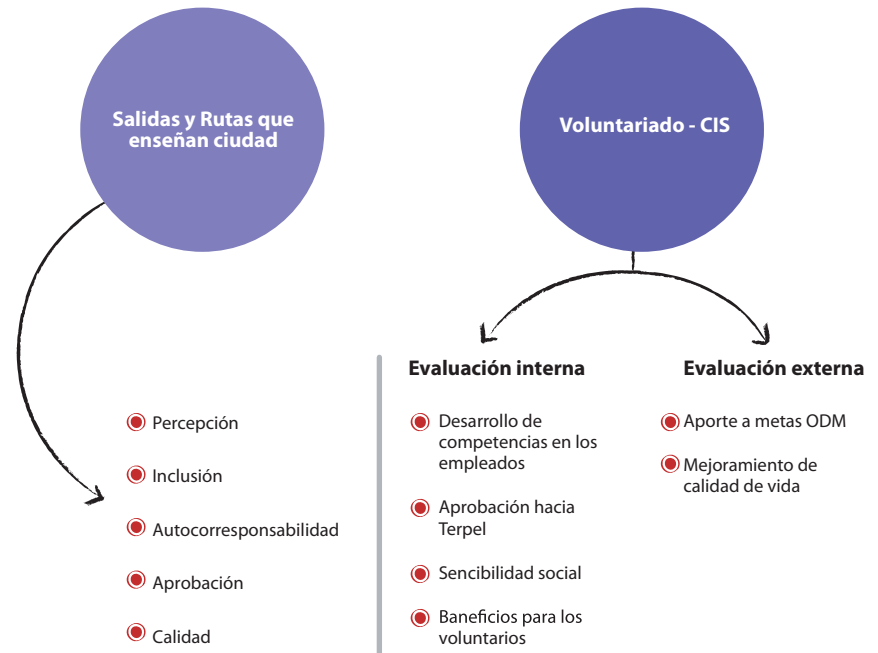 Salidas y Rutas que
enseñan ciudad
Percepción
Inclusión
Autocorresponsabilidad
Aprobación
Calidad
Voluntariado - CIS
Evaluación interna
Desarrollo de
competencias en los
empleados
Aprobación hacia
Terpel
Sencibilidad social
Baneficios para los
voluntarios
Evaluación externa
Aporte a metas ODM
Mejoramiento de
calidad de vida